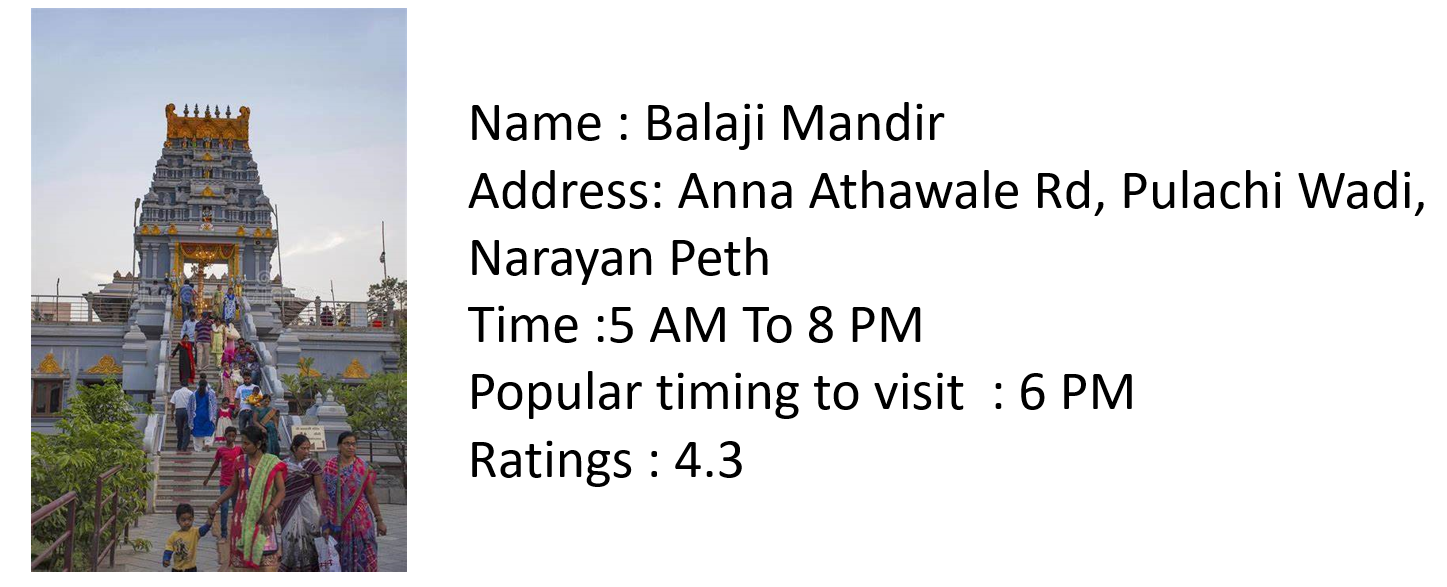 Name : Balaji Mandir
Address: Anna Athawale Rd, Pulachi Wadi,
Narayan Peth
Time :5 AM To 8 PM
Popular timing to visit  : 6 PM
Ratings : 4.3